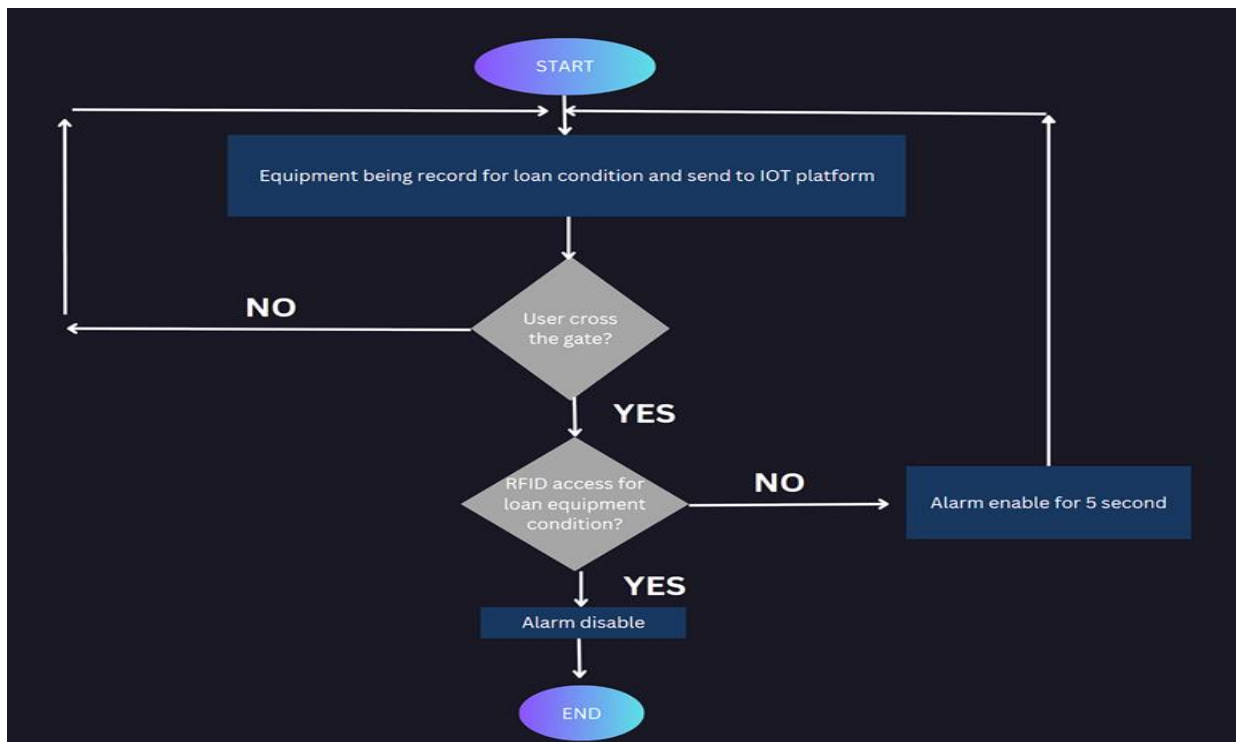 START
Equipment being record for loan condition and send to IOT platform
NO
User cross
the gate?
YES
RFID access for
loan equipment
condition?
NO
Alarm enable for 5 second
YES
Alarm disable
END